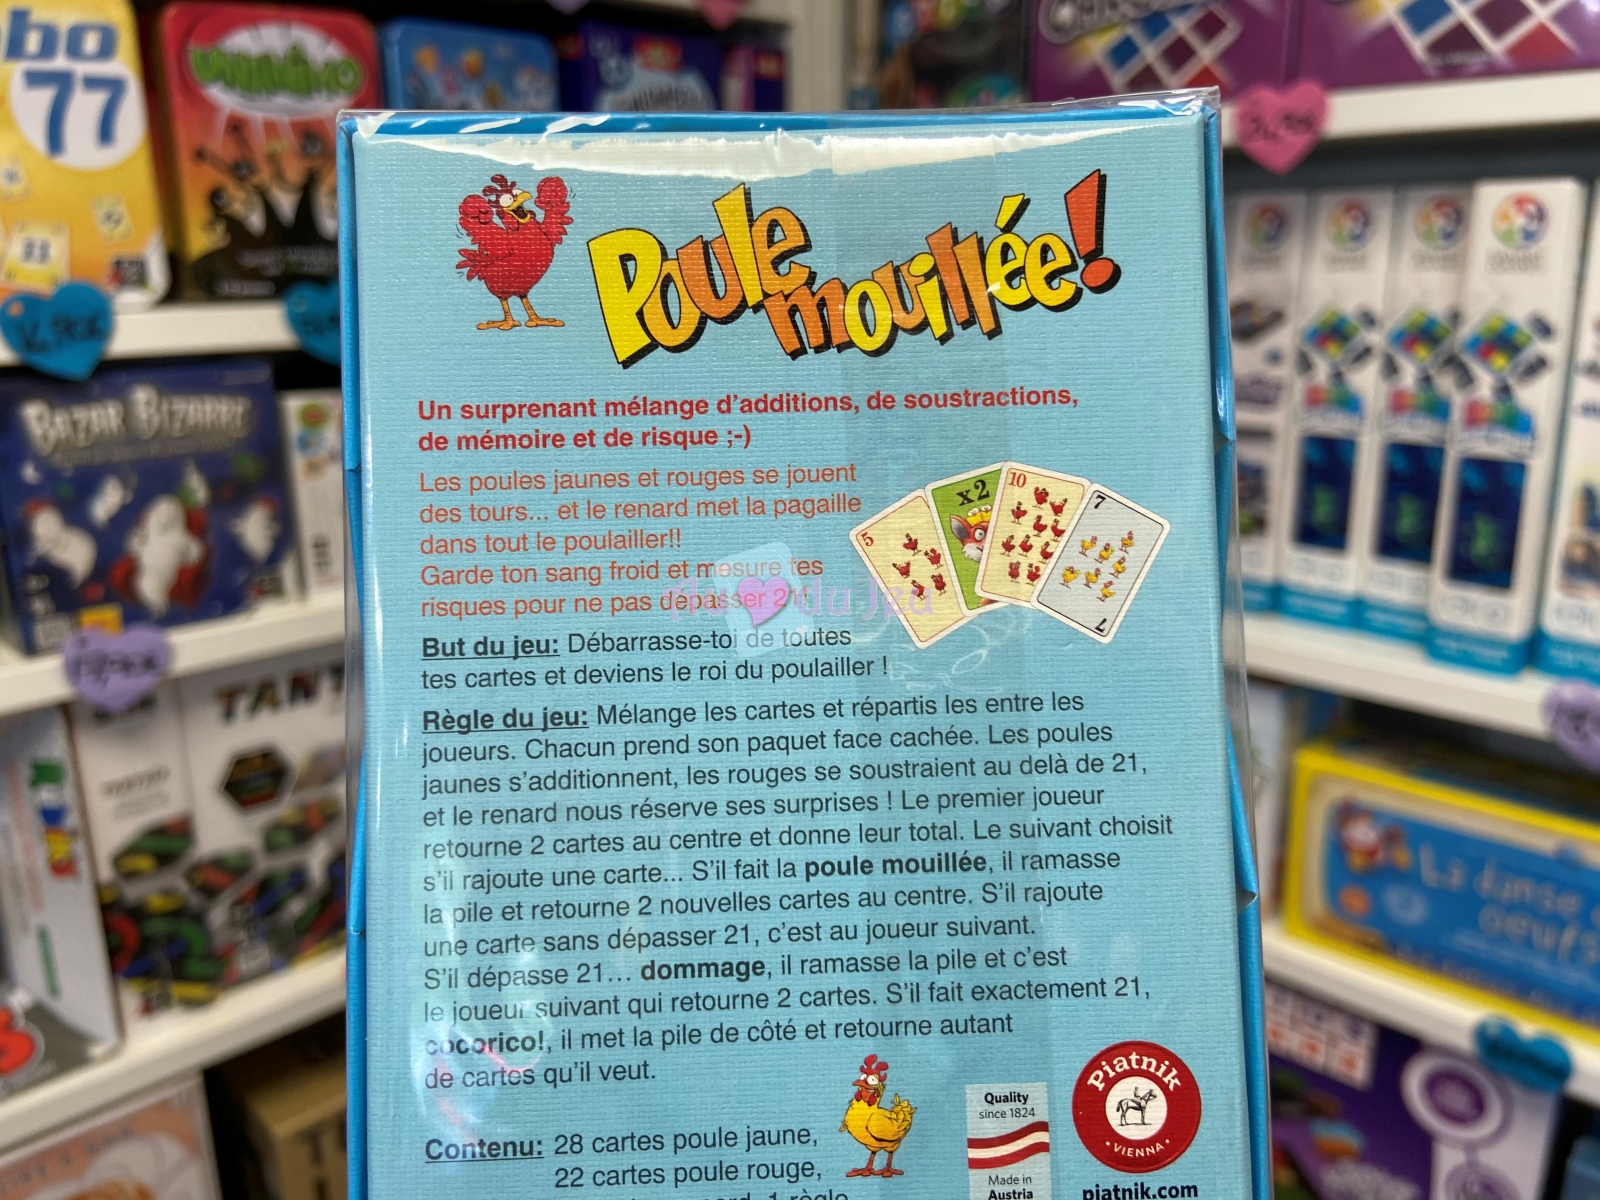 bo
77
BAZAR BIZARRE
TANT
La danse
oeufs
Poule mouillée!
Un surprenant mélange d'additions, de soustractions,
de mémoire et de risque ;-)
Les poules jaunes et rouges se jouent
des tours... et le renard met la pagaille
dans tout le poulailler!!
Garde ton sang froid et mesure tes
risques pour ne pas dépasser 21!
du Jeu
5
x2
10
7
7
But du jeu: Débarrasse-toi de toutes
tes cartes et deviens le roi du poulailler !
Règle du jeu: Mélange les cartes et répartis les entre les
joueurs. Chacun prend son paquet face cachée. Les poules
jaunes s'additionnent, les rouges se soustraient au delà de 21,
et le renard nous réserve ses surprises ! Le premier joueur
retourne 2 cartes au centre et donne leur total. Le suivant choisit
s'il rajoute une carte... S'il fait la poule mouillée, il ramasse
la pile et retourne 2 nouvelles cartes au centre. S'il rajoute
une carte sans dépasser 21, c'est au joueur suivant.
S'il dépasse 21... dommage, il ramasse la pile et c'est
le joueur suivant qui retourne 2 cartes. S'il fait exactement 21,
cocorico!, il met la pile de côté et retourne autant
de cartes qu'il veut.
Contenu: 28 cartes poule jaune,
22 cartes poule rouge,
Quality
since 1824
Made in
Austria
Piatnik
VIENNA
piatnik.com